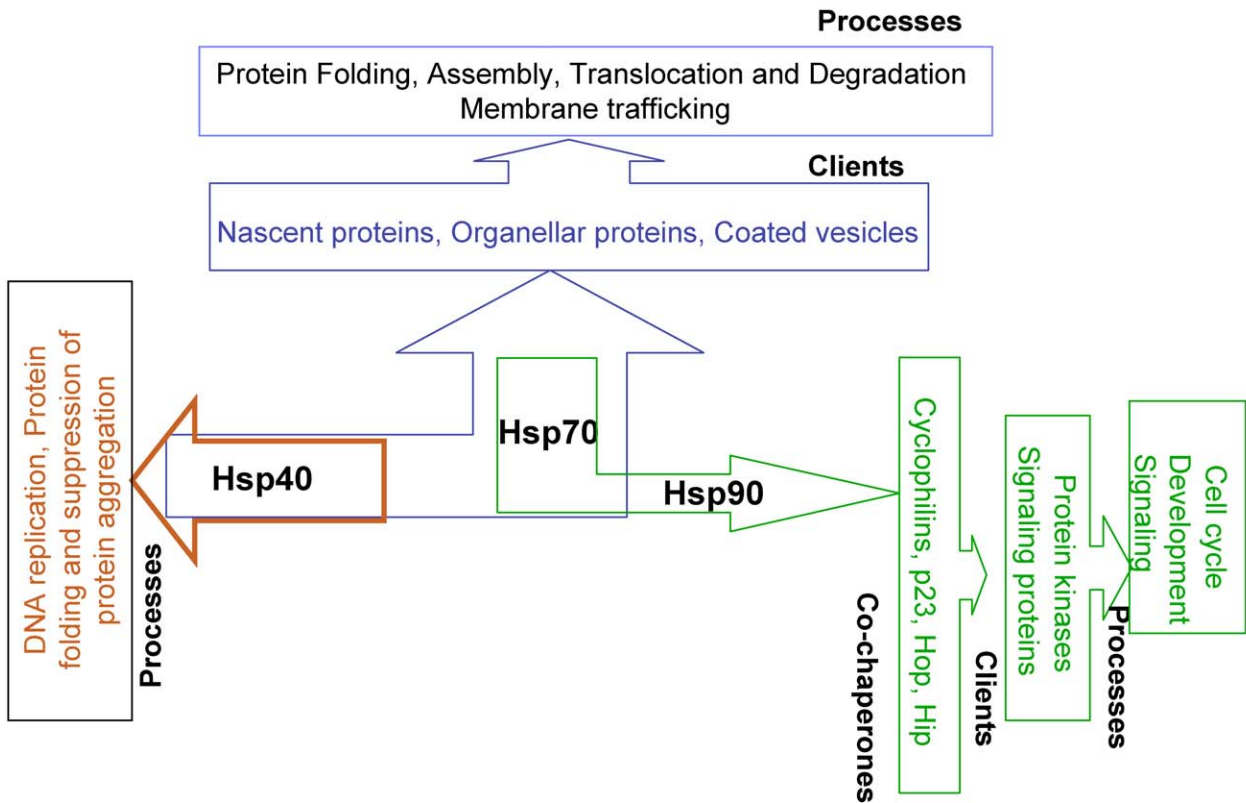 Processes
Protein Folding, Assembly, Translocation and Degradation
Membrane trafficking
Clients
Nascent proteins, Organellar proteins, Coated vesicles
DNA replication, Protein
folding and suppression of
protein aggregation
Processes
Hsp40
Hsp70
Hsp90
Co-chaperones
Cyclophilins, p23, Hop, Hip
Clients
Protein kinases
Signaling proteins
Processes
Cell cycle
Development
Signaling